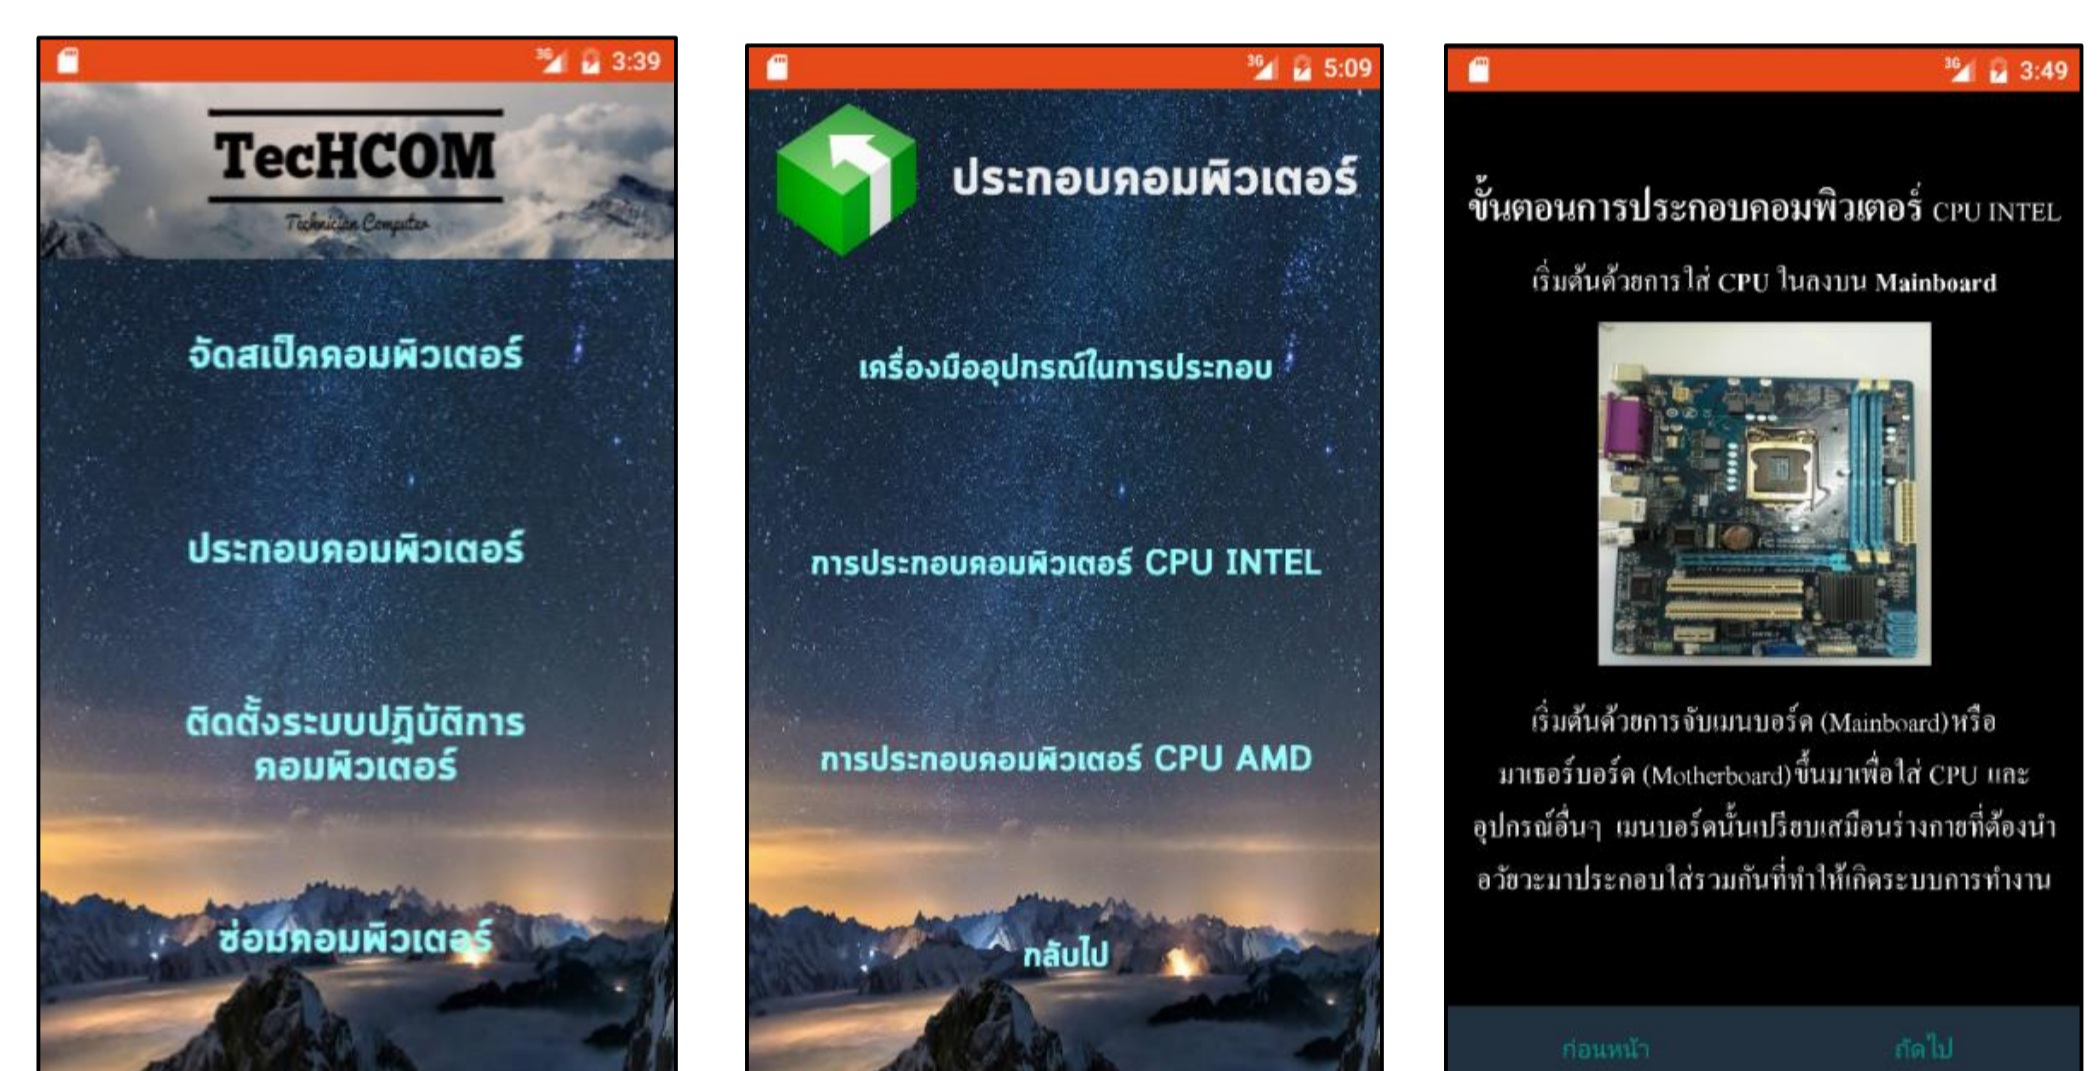 3G 3:39
TecHCOM
Technician Computer
จัดสเป็คคอมพิวเตอร์
ประกอบคอมพิวเตอร์
ติดตั้งระบบปฎิบัติการ
คอมพิวเตอร์
ซ่อมคอมพิวเตอร์
3G 5:09
ประกอบคอมพิวเตอร์
เครื่องมืออุปกรณ์ในการประกอบ
การประกอบคอมพิวเตอร์ CPU INTEL
การประกอบคอมพิวเตอร์ CPU AMD
กลับไป
3G 3:49
ขั้นตอนการประกอบคอมพิวเตอร์ CPU INTEL
เริ่มต้นด้วยการใส่ CPU ในลงบน Mainboard
เริ่มต้นด้วยการจับเมนบอร์ด (Mainboard)หรือ
มาเธอร์บอร์ด (Motherboard)ขึ้นมาเพื่อใส่ CPU และ
อุปกรณ์อื่นๆ เมนบอร์ดนั้นเปรียบเสมือนร่างกายที่ต้องนำ
อวัยวะมาประกอบใส่รวมกันที่ทำให้เกิดระบบการทำงาน
ก่อนหน้า ถัดไป